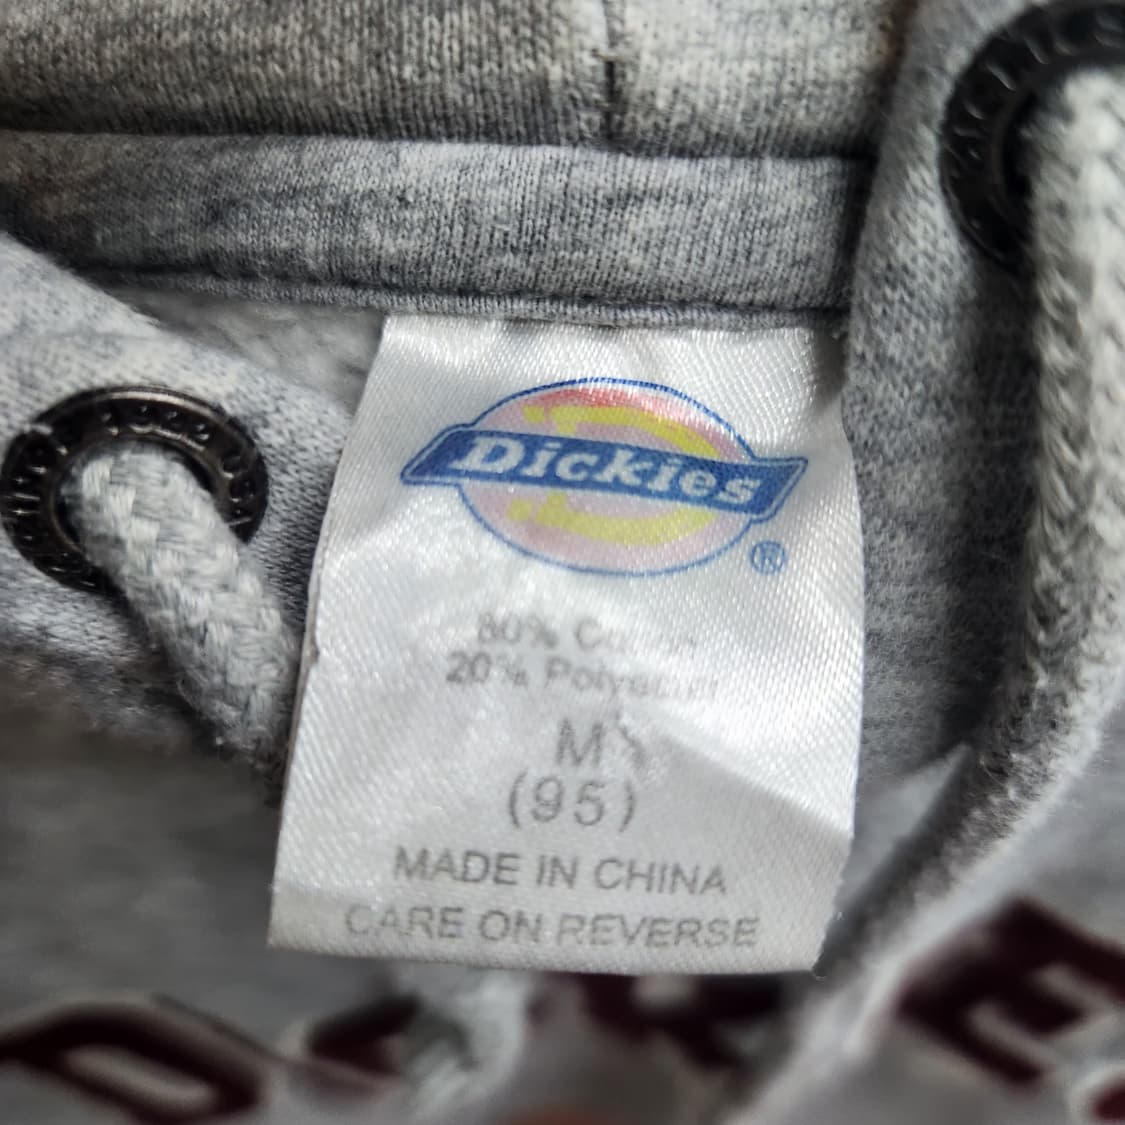 Dickies
®
80% Cotton
20% Polyester
M
(95)
MADE IN CHINA
CARE ON REVERSE